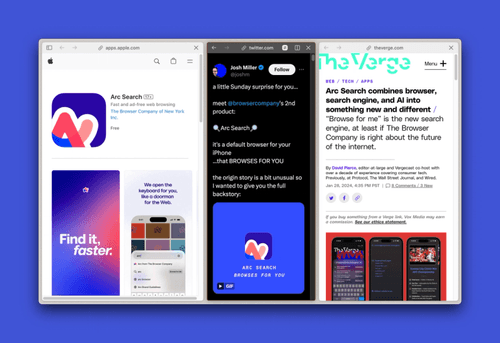 apps.apple.com
Arc Search
Fast and ad-free web browsing
The Browser Company of New York
Inc.
Free
Find it,
faster.
We open the
keyboard for you,
like a doorman
for the Web.
twitter.com
Josh Miller
@joshm
Follow
a little Sunday surprise for you...
meet @browsercompany's 2nd
product:
🔍 Arc Search 🔎
it's a default browser for your
iPhone
...that BROWSES FOR YOU
the origin story is a bit unusual so
I wanted to give you the full
backstory:
ARC SEARCH
BROWSES FOR YOU
GIF
theverge.com
The Verge
Menu
WEB / TECH / APPS
Arc Search combines browser,
search engine, and AI into
something new and different /
"Browse for me" is the new search
engine, at least if The Browser
Company is right about the future
of the internet.
By David Pierce, editor-at-large and Vergecast co-host with
over a decade of experience covering consumer tech.
Previously, at Protocol, The Wall Street Journal, and Wired.
Jan 28, 2024, 4:35 PM PST | 8 Comments / 3 New
If you buy something from a Verge link, Vox Media may earn
a commission. See our ethics statement.
The Verge